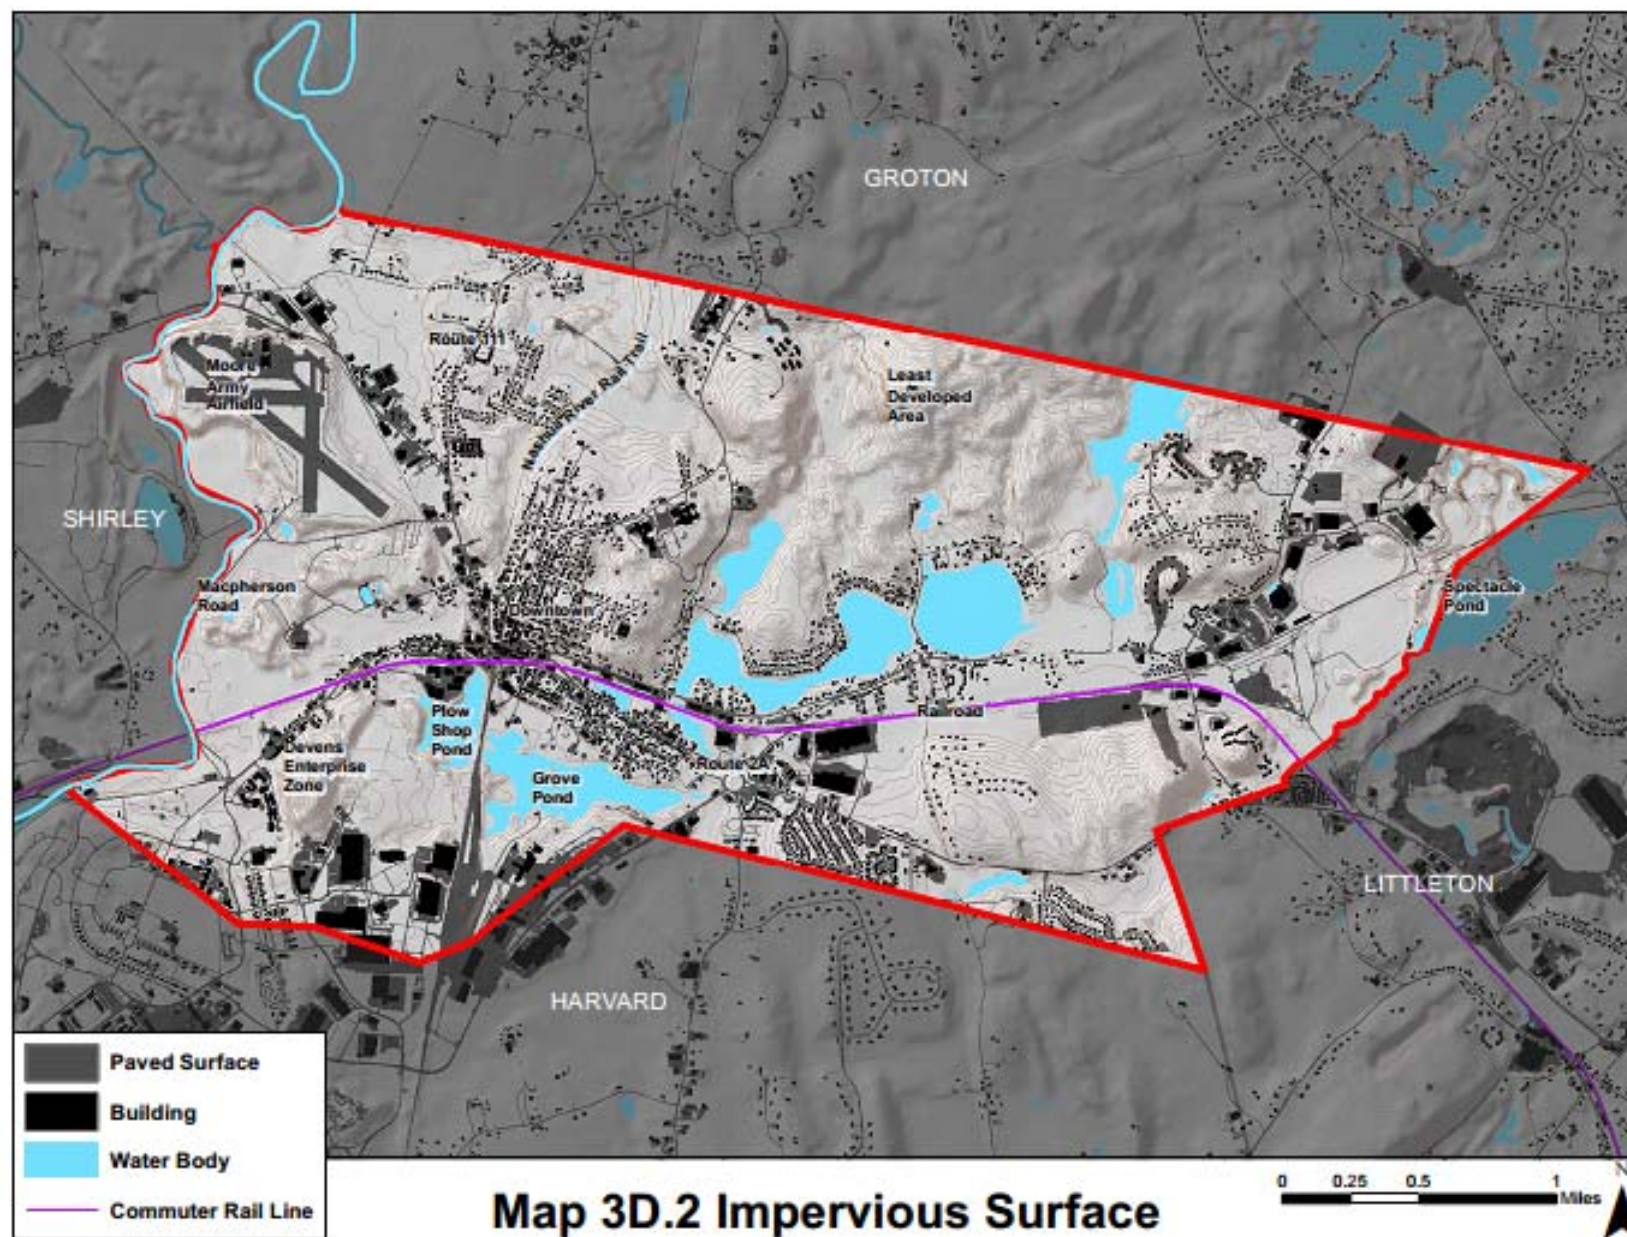 GROTON
Route 111
Nashua River Rail Trail
Moore
Army
Airfield
Least
Developed
Area
SHIRLEY
Macpherson
Road
Downtown
Spectacle
Pond
Plow
Shop
Pond
Railroad
Devens
Enterprise
Zone
Grove
Pond
Route 2A
LITTLETON
HARVARD
Paved Surface
Building
Water Body
Commuter Rail Line
Map 3D.2 Impervious Surface
0 0.25 0.5 1
Miles
N